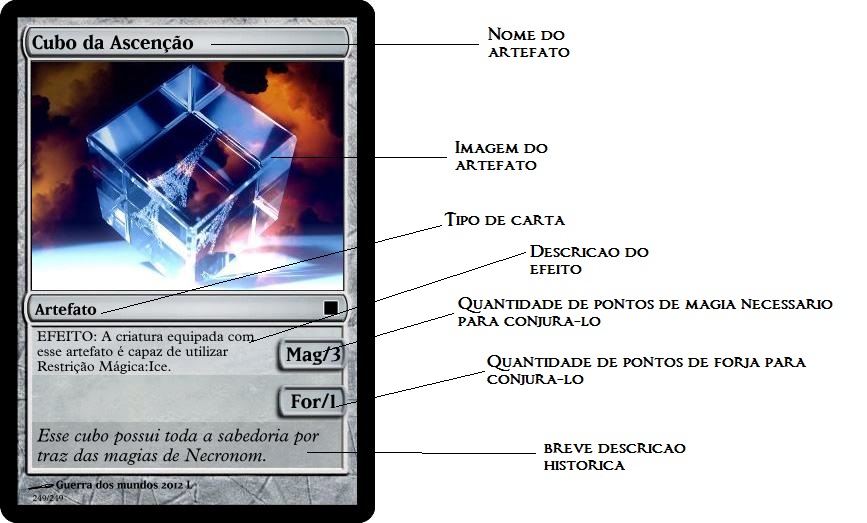 Cubo da Ascenção
Artefato
EFEITO: A criatura equipada com
esse artefato é capaz de utilizar
Restrição Mágica:Ice.
Mag/3
For/1
Esse cubo possui toda a sabedoria por
traz das magias de Necronom.
Guerra dos mundos 2012 L
249/249
Nome do
artefato
Imagem do
artefato
Tipo de carta
Descricao do
efeito
Quantidade de pontos de magia necessario
para conjura-lo
Quantidade de pontos de forja para
conjura-lo
breve descricao
historica